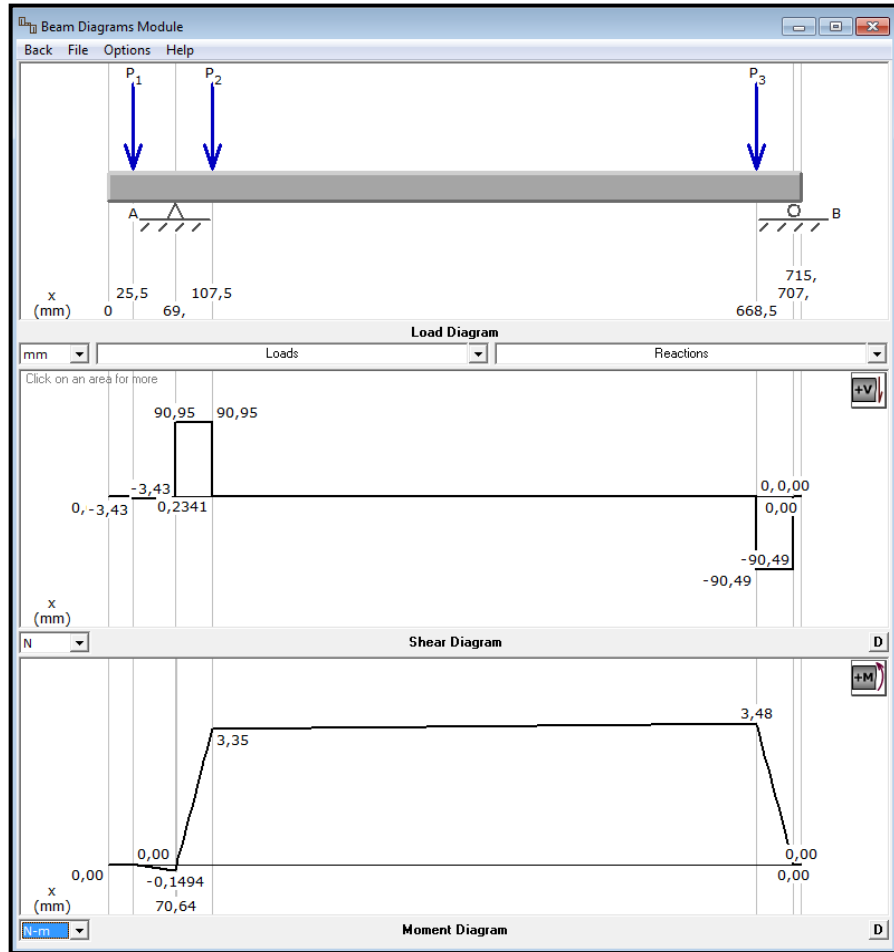 Beam Diagrams Module
Back File Options Help
P1 P2 P3
A B
715,
x 25,5 107,5 707,
(mm) 0 69, 668,5
Load Diagram
mm Loads Reactions
Click on an area for more
+V
90,95 90,95
-3,43 0, 0,00
0, -3,43 0,2341 0,00
-90,49
-90,49
x
(mm)
N Shear Diagram D
+M
3,48
3,35
0,00 0,00
0,00 -0,1494 0,00
x
(mm) 70,64
N-m Moment Diagram D